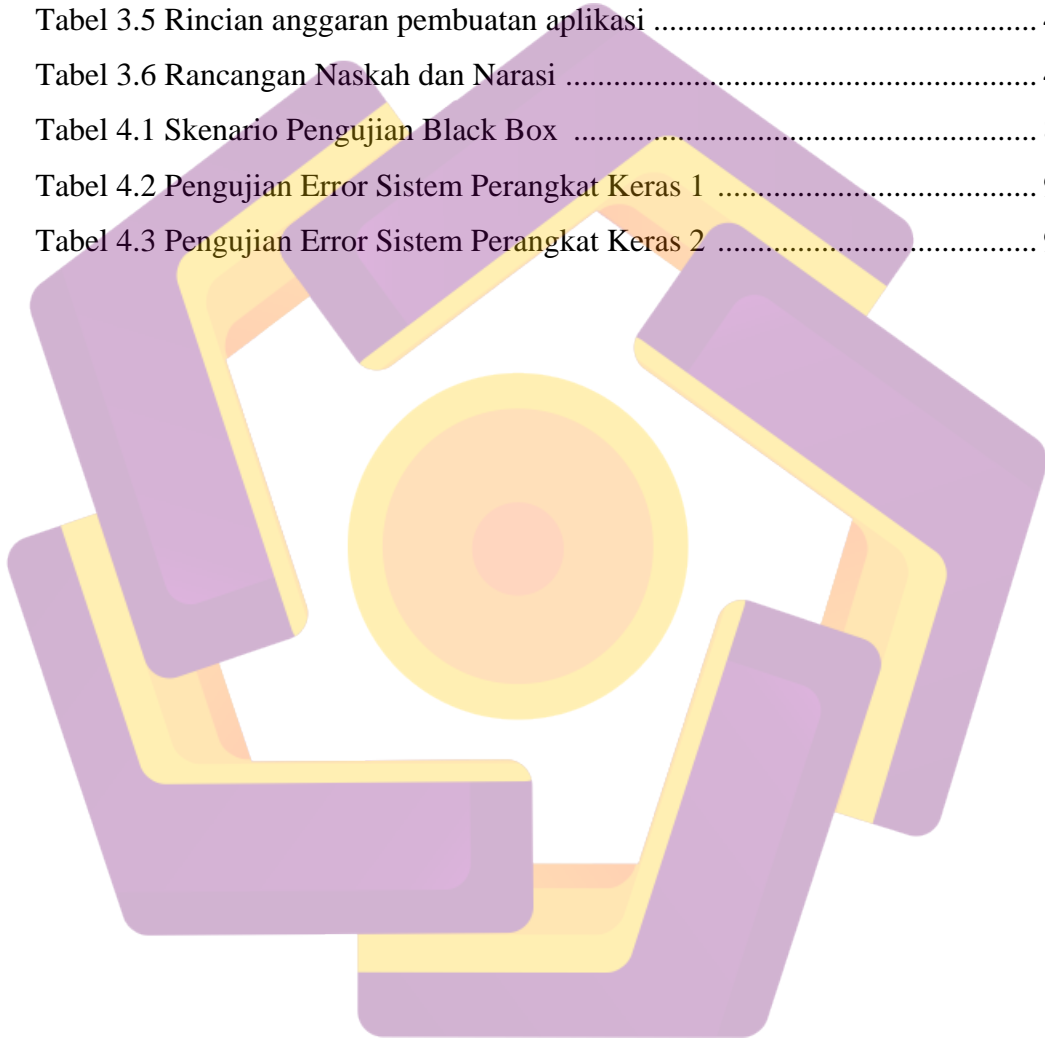 Tabel 3.5 Rincian anggaran pembuatan aplikasi ....................................
Tabel 3.6 Rancangan Naskah dan Narasi ............................................
Tabel 4.1 Skenario Pengujian Black Box ...........................................
Tabel 4.2 Pengujian Error Sistem Perangkat Keras 1 ..............................
Tabel 4.3 Pengujian Error Sistem Perangkat Keras 2 ..............................